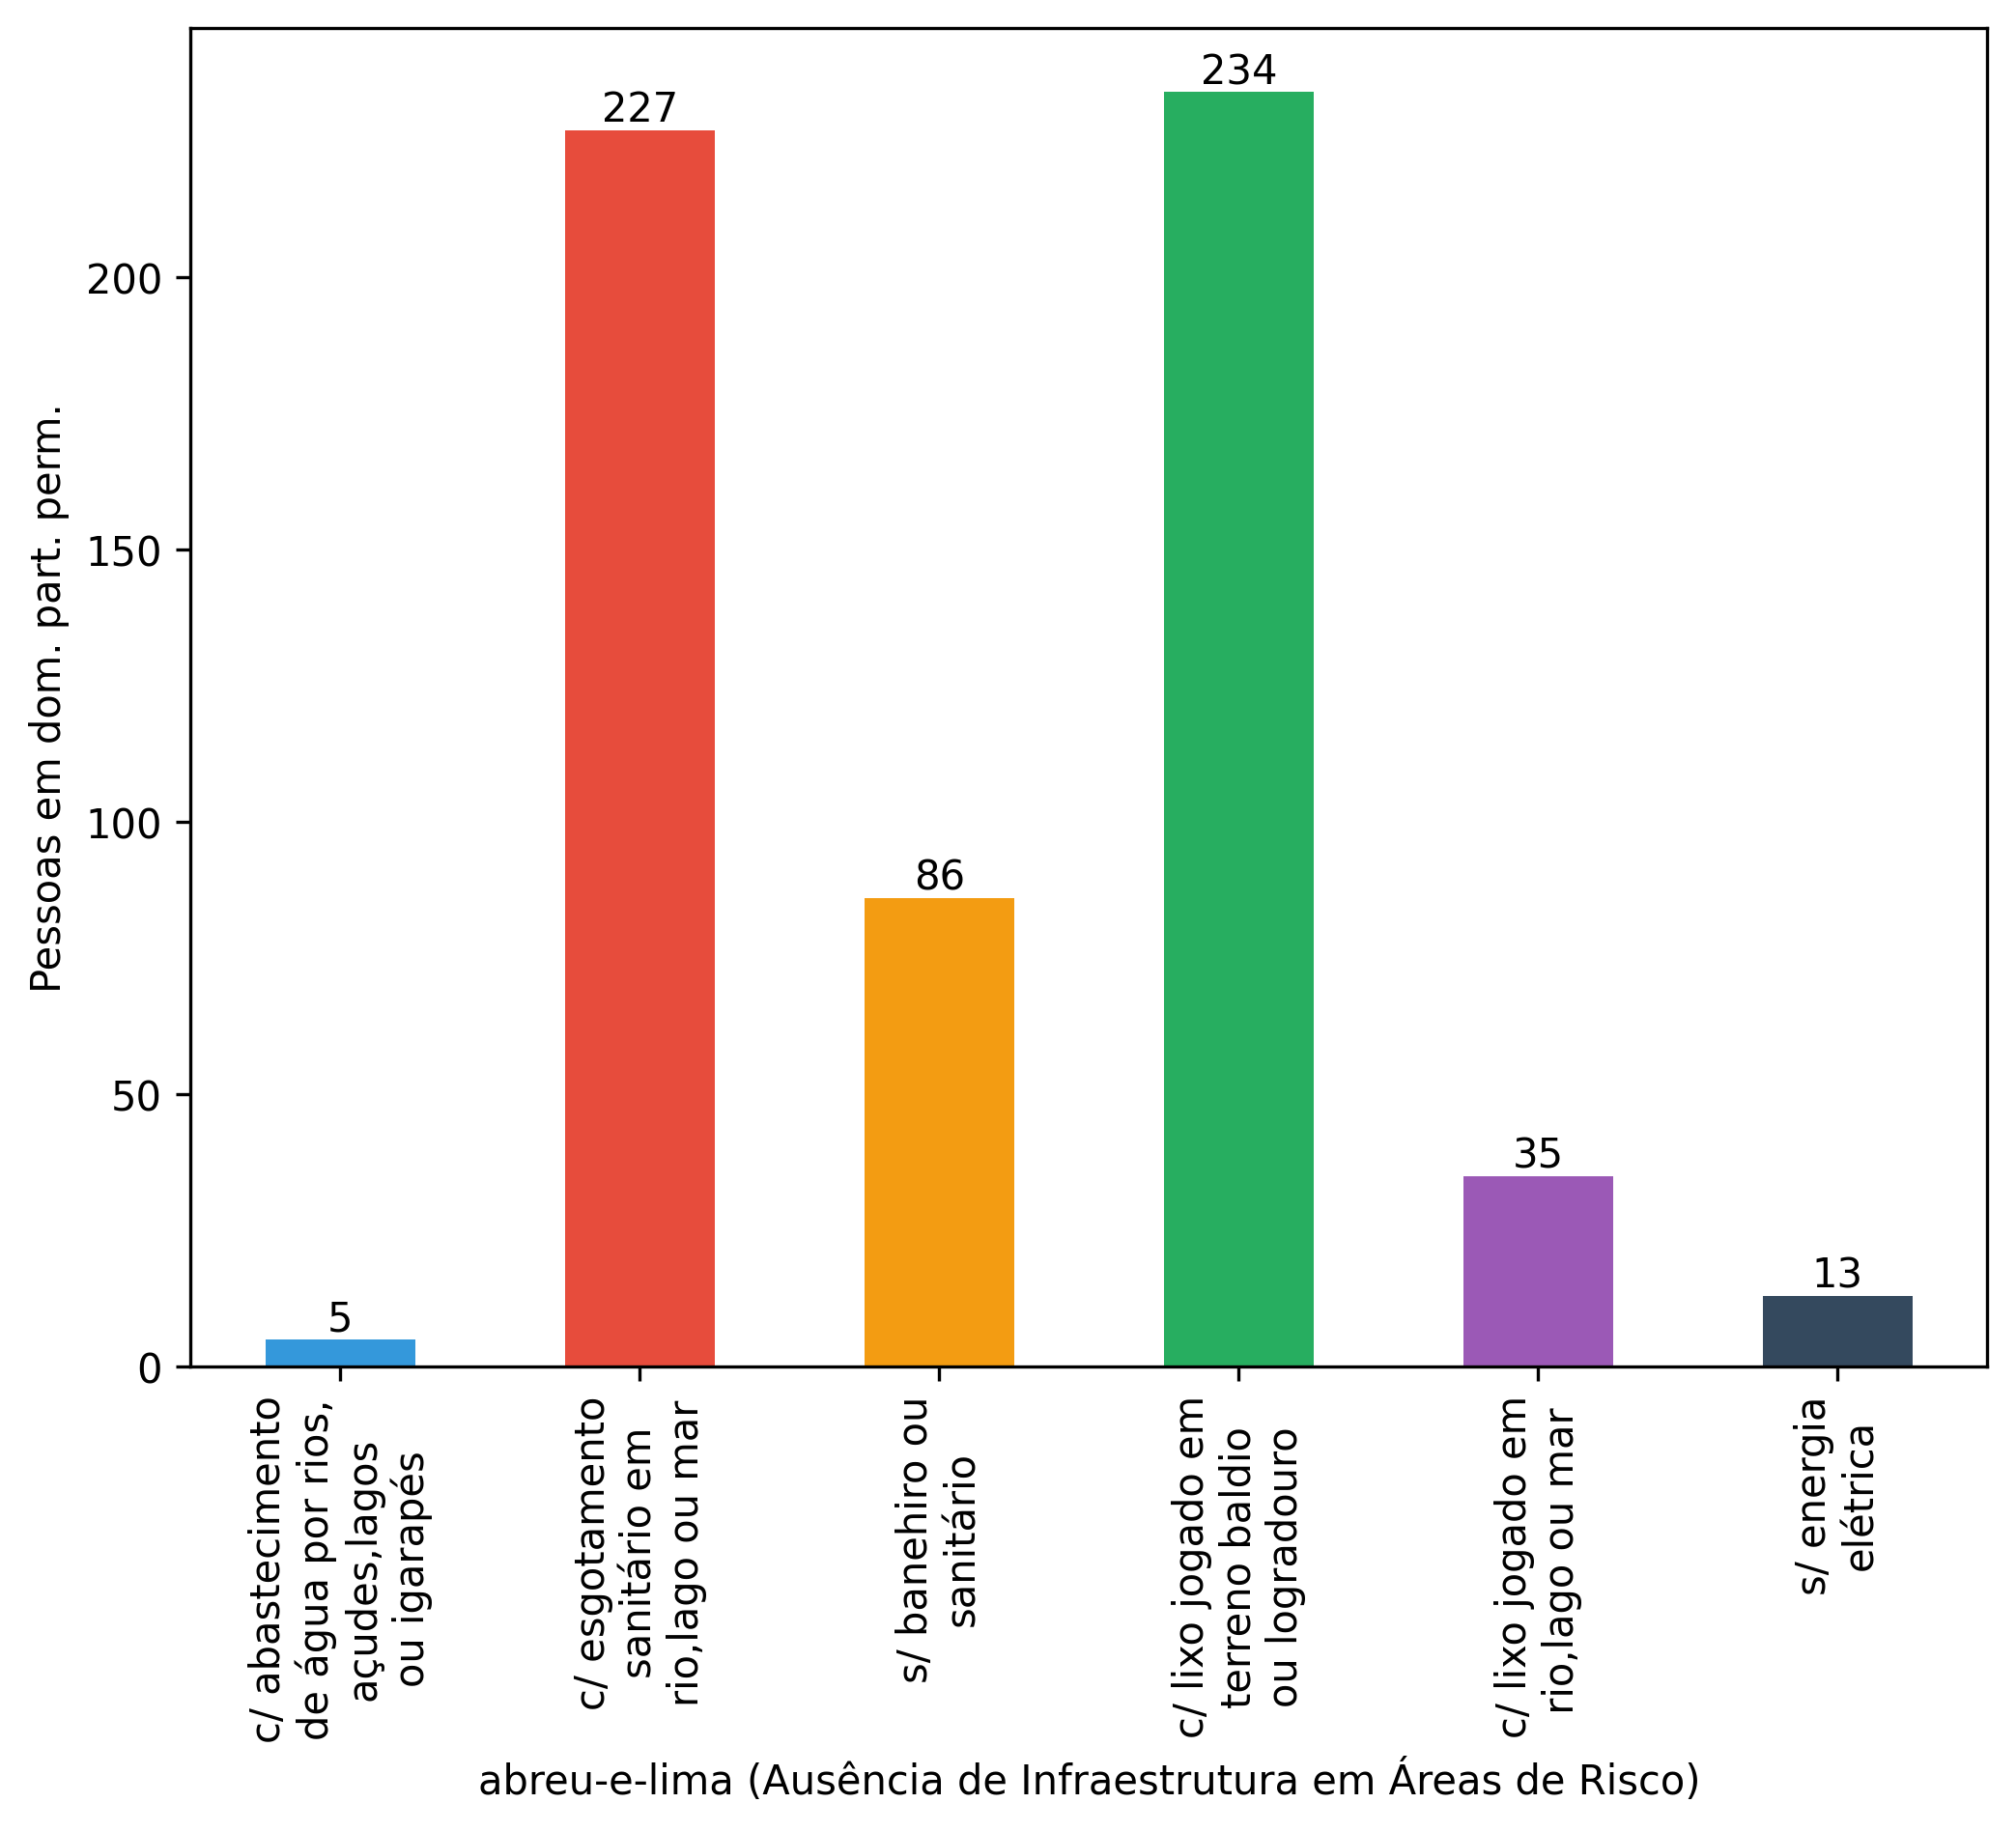 Pessoas em dom. part. perm.
200
150
100
50
0
5
227
86
234
35
13
c/ abastecimento
de água por rios,
açudes,lagos
ou igarapés
c/ esgotamento
sanitário em
rio,lago ou mar
s/ banehiro ou
sanitário
c/ lixo jogado em
terreno baldio
ou logradouro
c/ lixo jogado em
rio,lago ou mar
s/ energia
elétrica
abreu-e-lima (Ausência de Infraestrutura em Áreas de Risco)